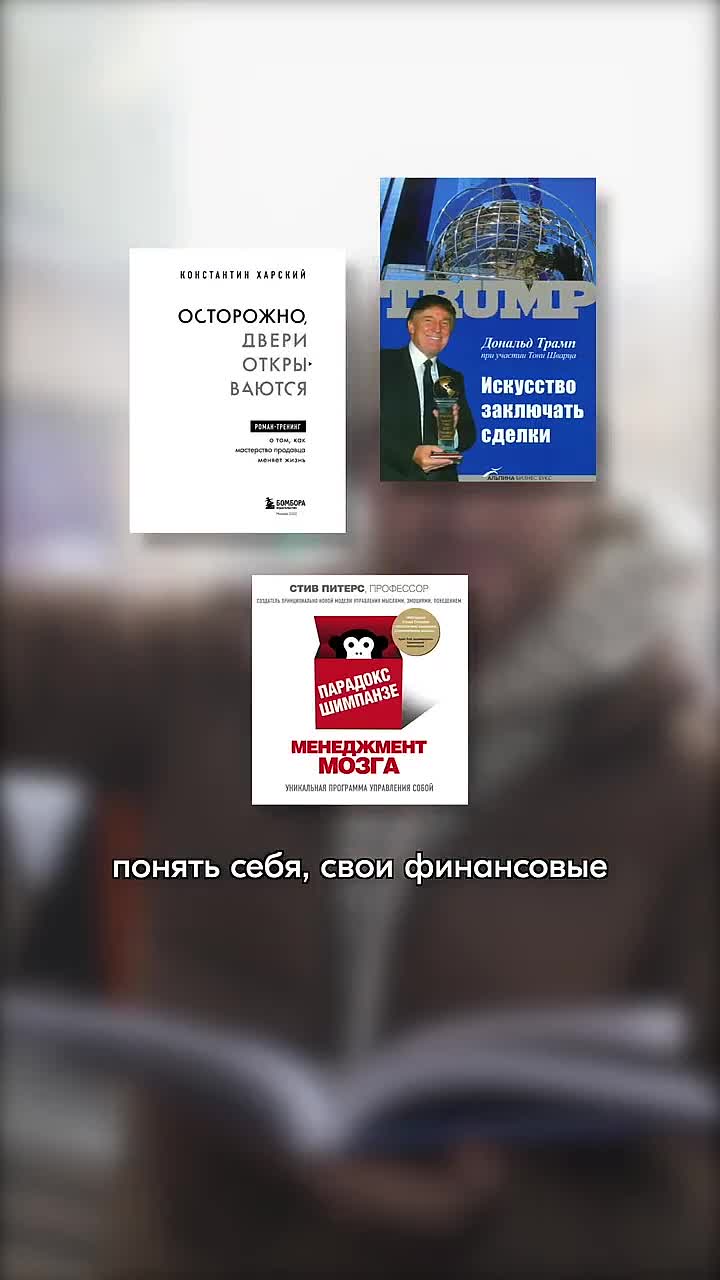 КОНСТАНТИН ХАРСКИЙ
ОСТОРОЖНО,
ДВЕРИ
ОТКРЫ
ВАЮТСЯ
РОМАН-ТРЕНИНГ
о том, как
мастерство продавца
меняет жизнь
БОМБОРА
TRUMP
Дональд Трамп
при участии Тони Шварца
Искусство
заключать
сделки
АЛЬПИНА БИЗНЕС БУКС
СТИВ ПИТЕРС, ПРОФЕССОР
СОЗДАТЕЛЬ ПРИНЦИПИАЛЬНО НОВОЙ МОДЕЛИ УПРАВЛЕНИЯ МЫСЛЯМИ, ЭМОЦИЯМИ, ПОВЕДЕНИЕМ
ПАРАДОКС
ШИМПАНЗЕ
МЕНЕДЖМЕНТ
МОЗГА
УНИКАЛЬНАЯ ПРОГРАММА УПРАВЛЕНИЯ СОБОЙ
понять себя, свои финансовые